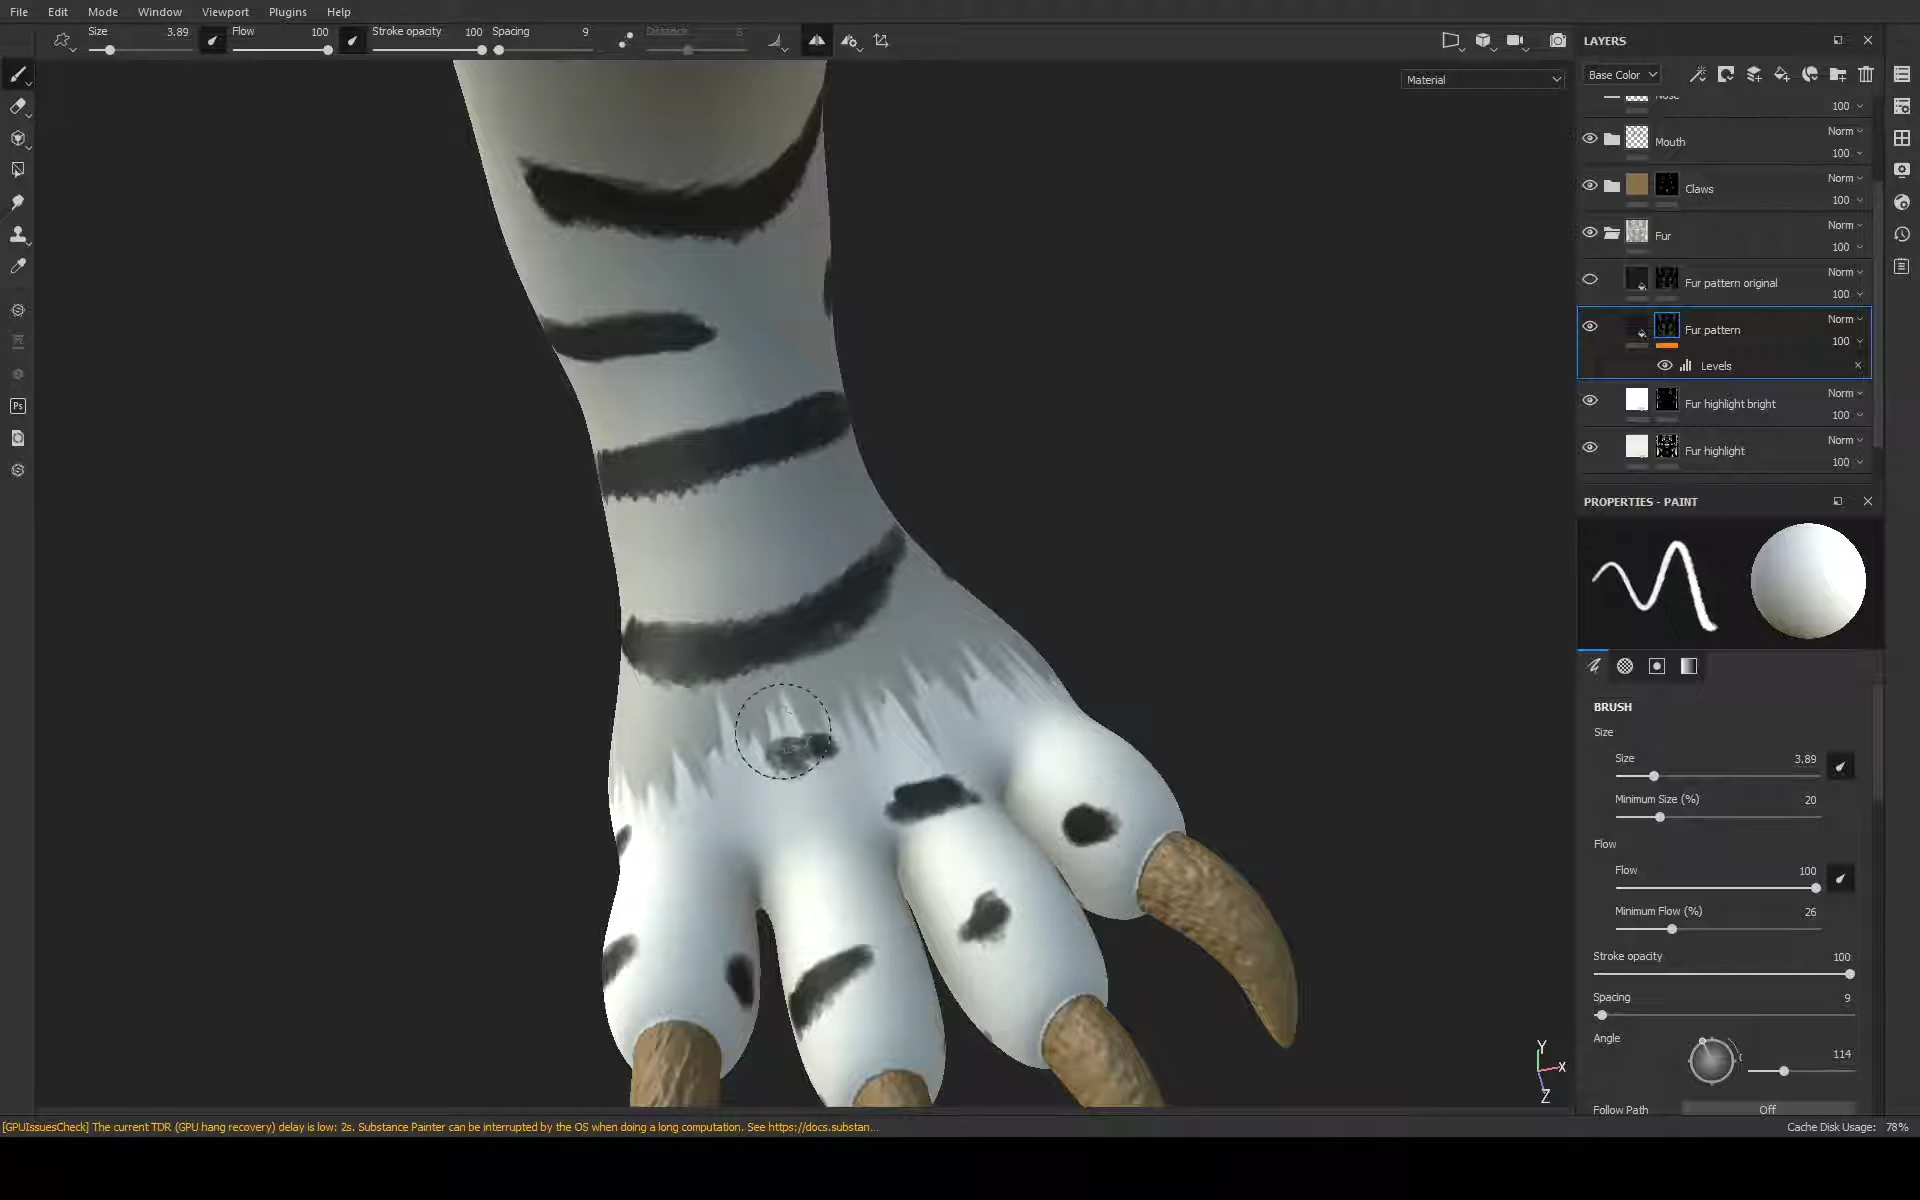 File Edit Mode Window Viewport Plugins Help
Size 3.89 Flow 100 Stroke opacity 100 Spacing 9 Distance 8
Material
LAYERS
Base Color
Nose
100
Norm
Mouth
100
Norm
Claws
100
Norm
Fur
100
Norm
Fur pattern original
100
Norm
Fur pattern
100
Levels
Norm
Fur highlight bright
100
Norm
Fur highlight
100
PROPERTIES - PAINT
BRUSH
Size
Size 3.89
Minimum Size (%) 20
Flow
Flow 100
Minimum Flow (%) 26
Stroke opacity 100
Spacing 9
Angle
114
Follow Path Off
Ps
Y
X
Z
[GPUIssuesCheck] The current TDR (GPU hang recovery) delay is low: 2s. Substance Painter can be interrupted by the OS when doing a long computation. See https://docs.substan...
Cache Disk Usage: 78%